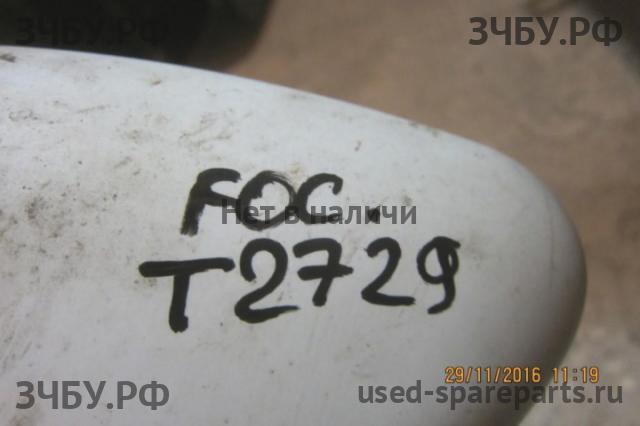 ЗЧБУ.РФ ЗЧБУ.РФ
FOC.
Нет в наличи
T2729
29/11/2016 11:19
ЗЧБУ.РФ used-spareparts.ru